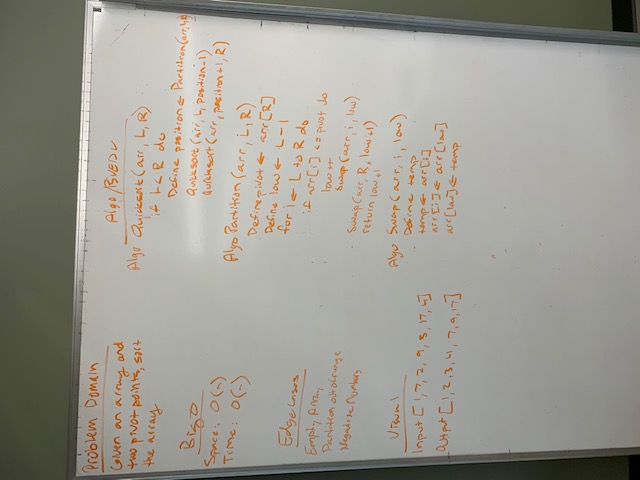 Problem Domain
Given an array and
two pivot points, sort
the array
Big O
Space: O(n)
Time: O(n)
Edge Cases
Empty Array
Partition out of range
Negative Numbers
Visual
Input [1, 7, 2, 9, 3, 17, 4]
Output [1, 2, 3, 4, 7, 9, 17]
Algo/
Algo Quicksort (arr, L, R)
if L < R do
Define position ← Partition(arr, L, R)
Quicksort (arr, L, position-1)
Quicksort (arr, position+1, R)
Algo Partition (arr, L, R)
Define pivot ← arr[R]
Define low ← L - 1
for i ← L to R do
if arr[i] <= pivot do
low++
Swap(arr, i, low)
Swap(arr, R, low+1)
return low+1
Algo Swap(arr, i, low)
Define temp
temp ← arr[i]
arr[i] ← arr[low]
arr[low] ← temp